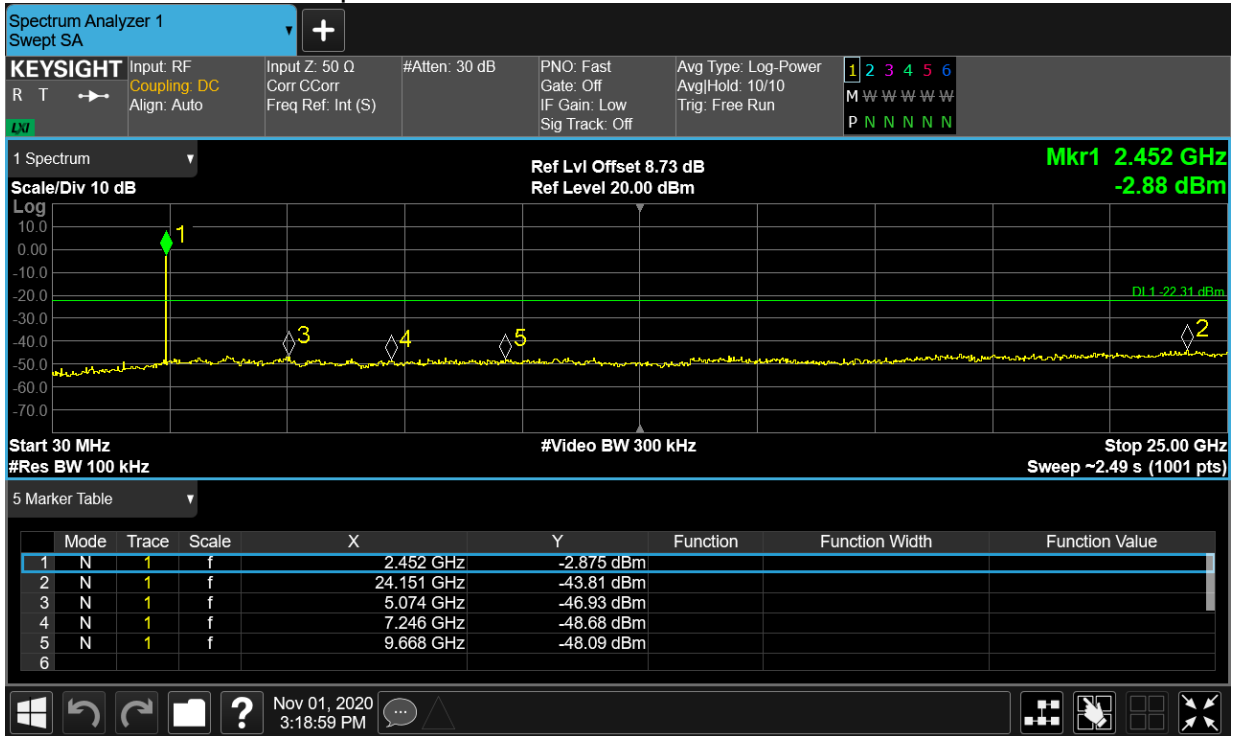 Spectrum Analyzer 1
Swept SA
+
KEYSIGHT Input: RF Input Z: 50 Ω #Atten: 30 dB PNO: Fast Avg Type: Log-Power 1 2 3 4 5 6
R T Coupling: DC Corr CCorr Gate: Off Avg|Hold: 10/10 M W W W W W
Align: Auto Freq Ref: Int (S) IF Gain: Low Trig: Free Run
LXI Sig Track: Off P N N N N N
1 Spectrum Ref Lvl Offset 8.73 dB Mkr1 2.452 GHz
Scale/Div 10 dB Ref Level 20.00 dBm -2.88 dBm
Log
10.0
1
0.00
-10.0
-20.0
DL1 -22.31 dBm
-30.0
3 4 5 2
-40.0
-50.0
-60.0
-70.0
Start 30 MHz #Video BW 300 kHz Stop 25.00 GHz
#Res BW 100 kHz Sweep ~2.49 s (1001 pts)
5 Marker Table
Mode Trace Scale X Y Function Function Width Function Value
1 N 1 f 2.452 GHz -2.875 dBm
2 N 1 f 24.151 GHz -43.81 dBm
3 N 1 f 5.074 GHz -46.93 dBm
4 N 1 f 7.246 GHz -48.68 dBm
5 N 1 f 9.668 GHz -48.09 dBm
6
? Nov 01, 2020
3:18:59 PM